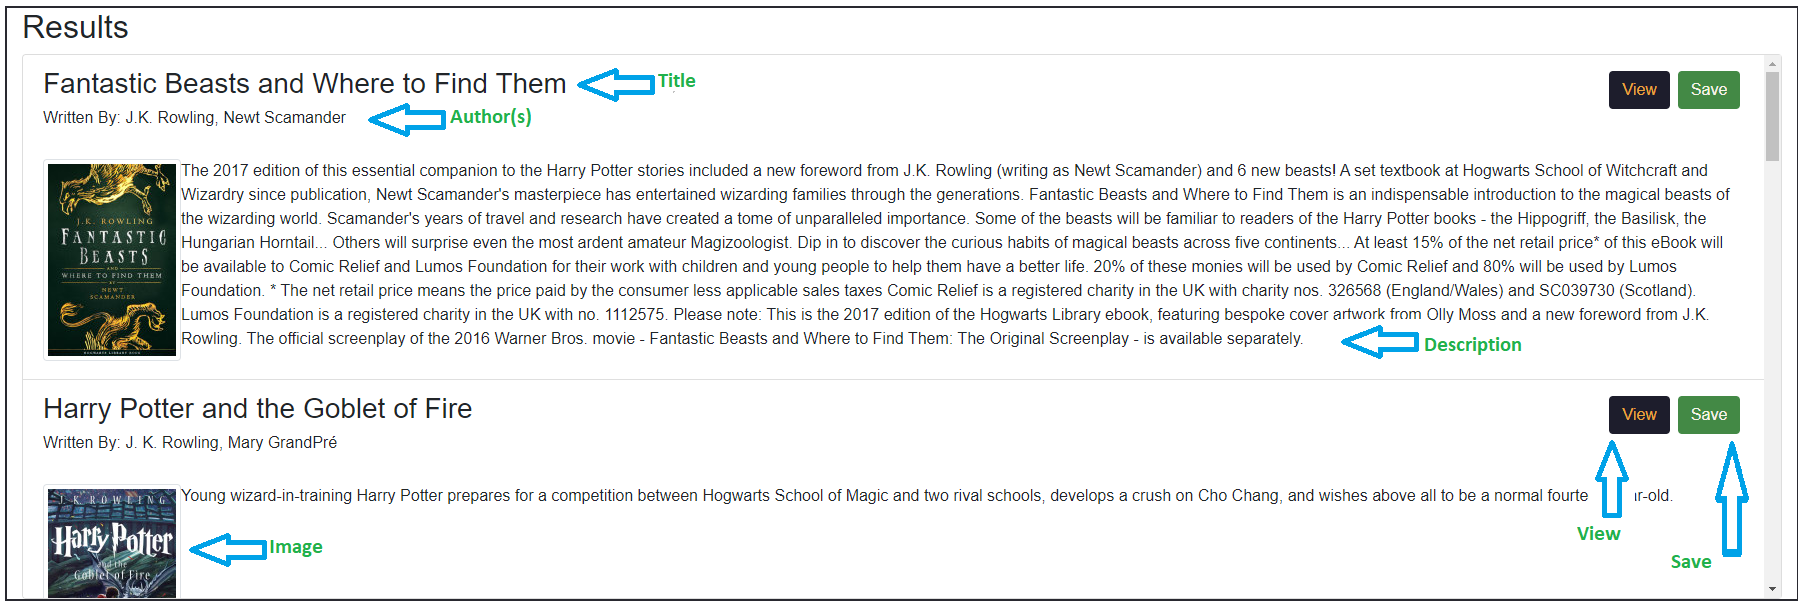 Results
Fantastic Beasts and Where to Find Them
Title
View
Save
Written By: J.K. Rowling, Newt Scamander
Author(s)
J.K. ROWLING
FANTASTIC
BEASTS
AND
WHERE TO FIND THEM
BY
NEWT
SCAMANDER
HOGWARTS LIBRARY BOOK
The 2017 edition of this essential companion to the Harry Potter stories included a new foreword from J.K. Rowling (writing as Newt Scamander) and 6 new beasts! A set textbook at Hogwarts School of Witchcraft and
Wizardry since publication, Newt Scamander's masterpiece has entertained wizarding families through the generations. Fantastic Beasts and Where to Find Them is an indispensable introduction to the magical beasts of
the wizarding world. Scamander's years of travel and research have created a tome of unparalleled importance. Some of the beasts will be familiar to readers of the Harry Potter books - the Hippogriff, the Basilisk, the
Hungarian Horntail... Others will surprise even the most ardent amateur Magizoologist. Dip in to discover the curious habits of magical beasts across five continents... At least 15% of the net retail price* of this eBook will
be available to Comic Relief and Lumos Foundation for their work with children and young people to help them have a better life. 20% of these monies will be used by Comic Relief and 80% will be used by Lumos
Foundation. * The net retail price means the price paid by the consumer less applicable sales taxes Comic Relief is a registered charity in the UK with charity nos. 326568 (England/Wales) and SC039730 (Scotland).
Lumos Foundation is a registered charity in the UK with no. 1112575. Please note: This is the 2017 edition of the Hogwarts Library ebook, featuring bespoke cover artwork from Olly Moss and a new foreword from J.K.
Rowling. The official screenplay of the 2016 Warner Bros. movie - Fantastic Beasts and Where to Find Them: The Original Screenplay - is available separately.
Description
Harry Potter and the Goblet of Fire
View
Save
Written By: J. K. Rowling, Mary GrandPré
J.K. ROWLING
Harry Potter
and the
Goblet of Fire
Young wizard-in-training Harry Potter prepares for a competition between Hogwarts School of Magic and two rival schools, develops a crush on Cho Chang, and wishes above all to be a normal fourte ar-old.
Image
View
Save